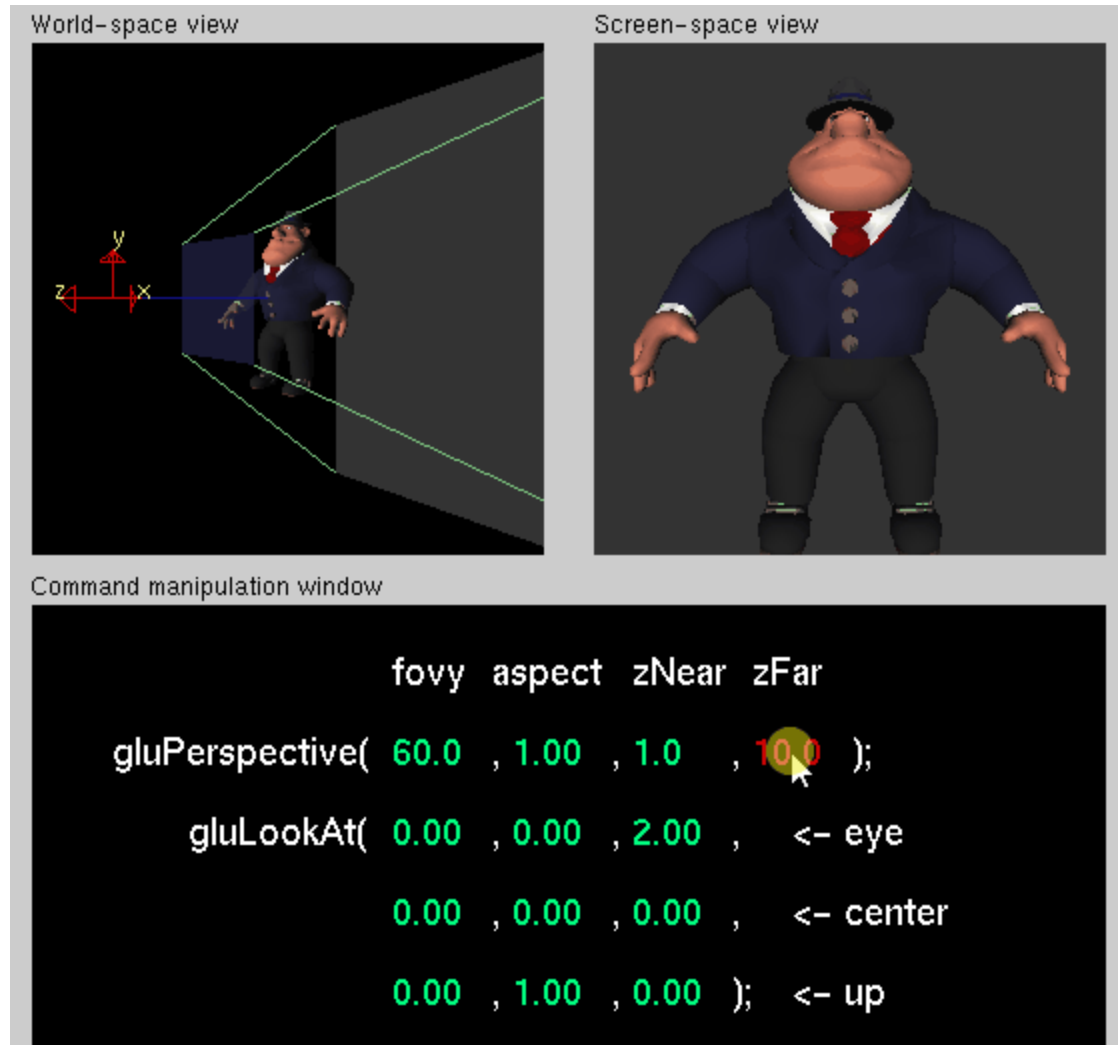 World-space view
Screen-space view
y
z x
Command manipulation window
fovy aspect zNear zFar
gluPerspective( 60.0 , 1.00 , 1.0 , 10.0 );
gluLookAt( 0.00 , 0.00 , 2.00 , <- eye
0.00 , 0.00 , 0.00 , <- center
0.00 , 1.00 , 0.00 ); <- up